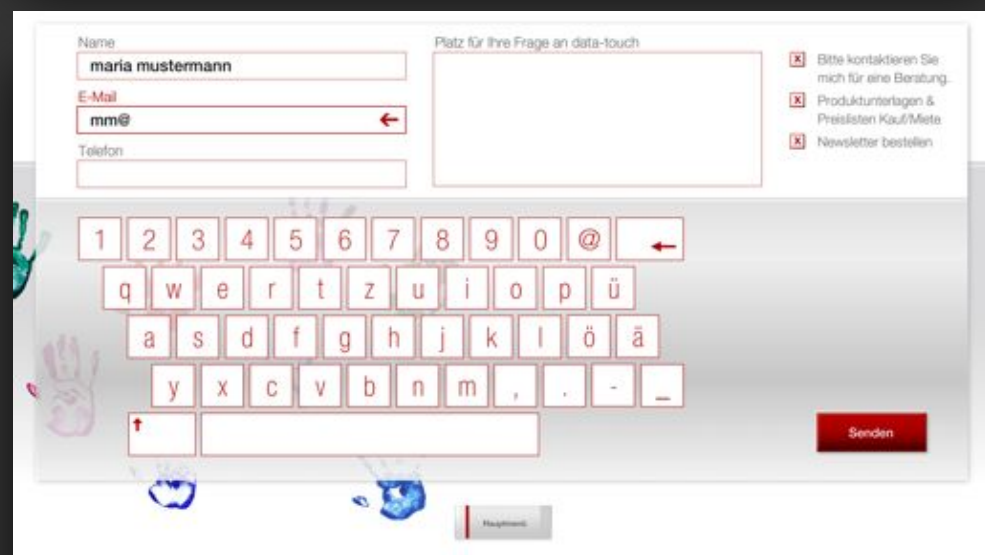 Name
maria mustermann
E-Mail
mm@
Telefon
Platz für Ihre Frage an data-touch
x Bitte kontaktieren Sie
mich für eine Beratung.
x Produktunterlagen &
Preislisten Kauf/Miete
x Newsletter bestellen
1 2 3 4 5 6 7 8 9 0 @
q w e r t z u i o p ü
a s d f g h j k l ö ä
y x c v b n m , . - _
Senden
Hauptmenü